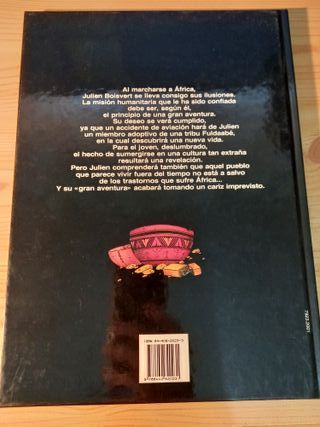 Al marcharse a África,
Julien Boisvert se lleva consigo sus ilusiones.
La misión humanitaria que le ha sido confiada
debe ser, según él,
el principio de una gran aventura.
Su deseo se verá cumplido,
ya que un accidente de aviación hará de Julien
un miembro adoptivo de una tribu Fuldaabé,
en la cual descubrirá una nueva vida.
Para el joven, deslumbrado,
el hecho de sumergirse en una cultura tan extraña
resultará una revelación.
Pero Julien comprenderá también que aquel pueblo
que parece vivir fuera del tiempo no está a salvo
de los trastornos que sufre África...
Y su «gran aventura» acabará tomando un cariz imprevisto.
ISBN